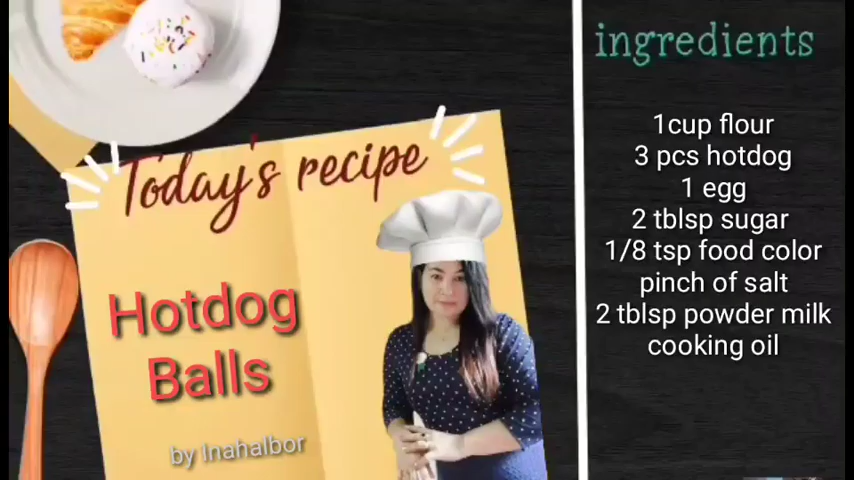 Today's recipe
Hotdog
Balls
by Inahalbor
ingredients
1cup flour
3 pcs hotdog
1 egg
2 tblsp sugar
1/8 tsp food color
pinch of salt
2 tblsp powder milk
cooking oil